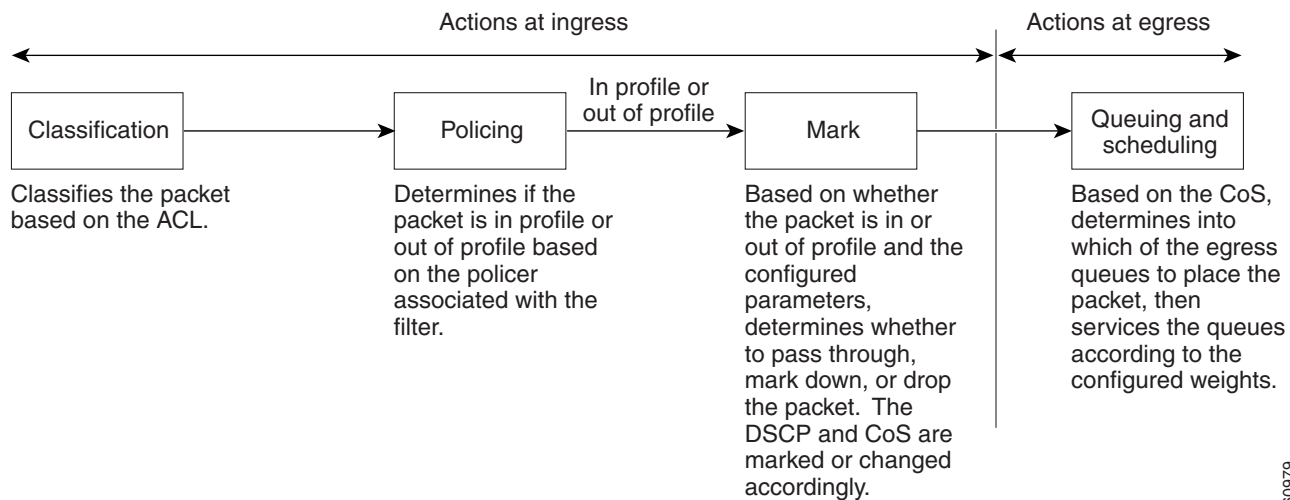 Actions at ingress
Actions at egress
Classification
Policing
In profile or
out of profile
Mark
Queuing and
scheduling
Classifies the packet
based on the ACL.
Determines if the
packet is in profile or
out of profile based
on the policer
associated with the
filter.
Based on whether
the packet is in or
out of profile and the
configured
parameters,
determines whether
to pass through,
mark down, or drop
the packet.  The
DSCP and CoS are
marked or changed
accordingly.
Based on the CoS,
determines into
which of the egress
queues to place the
packet, then
services the queues
according to the
configured weights.